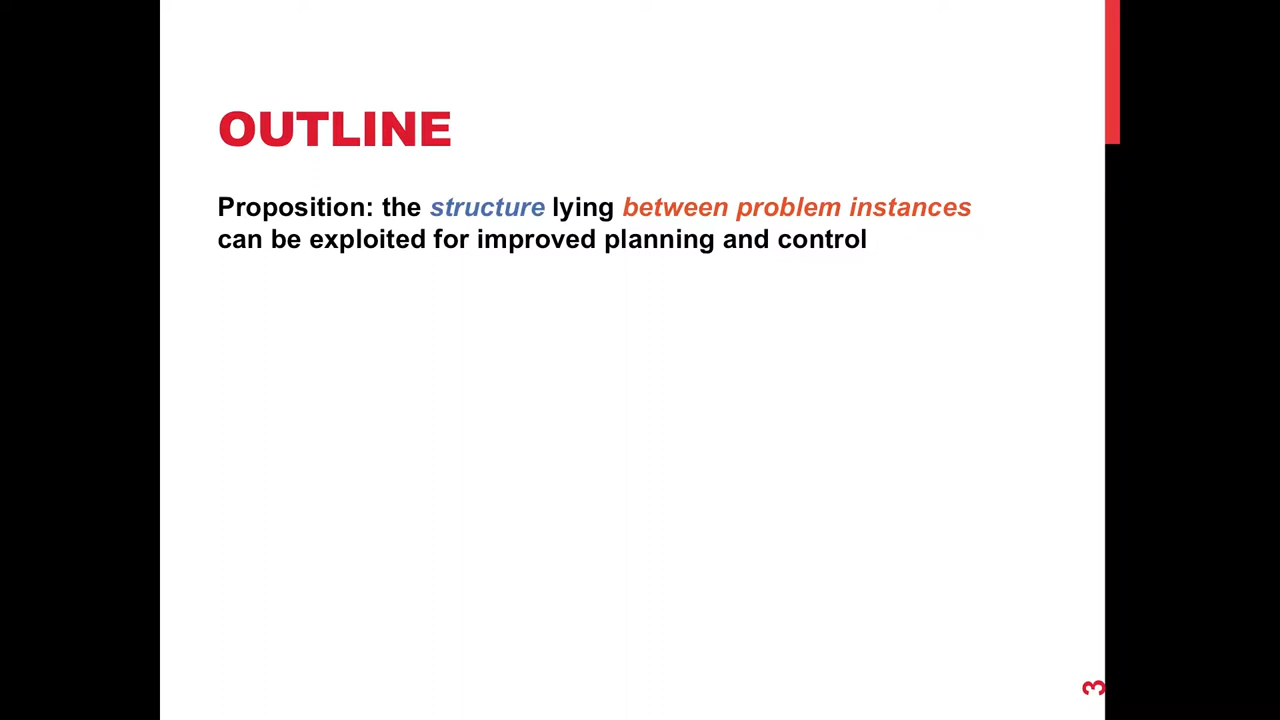 OUTLINE
Proposition: the structure lying between problem instances
can be exploited for improved planning and control
3